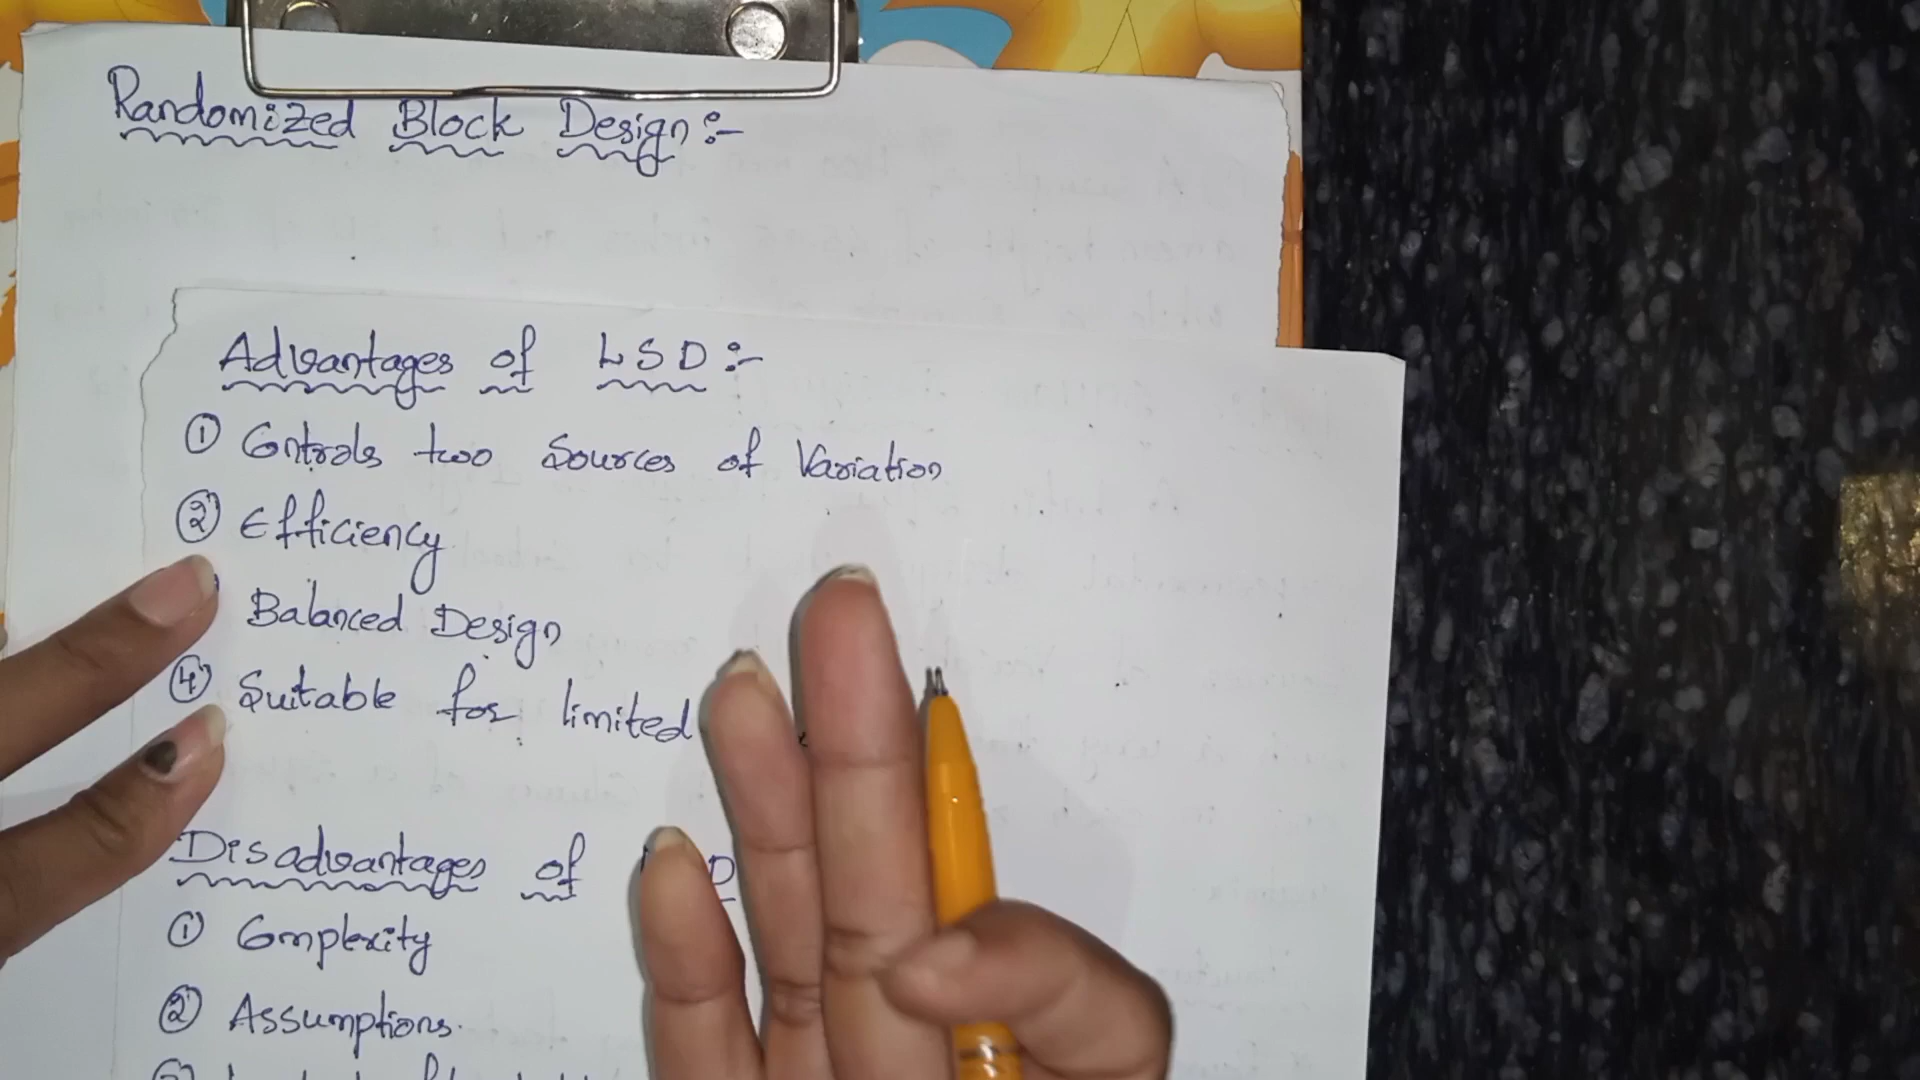 Randomized Block Design :-
Advantages of LSD :-
① Controls two Sources of Variation
② Efficiency
Balanced Design
④ Suitable for limited
Disadvantages of D
① Complexity
② Assumptions.